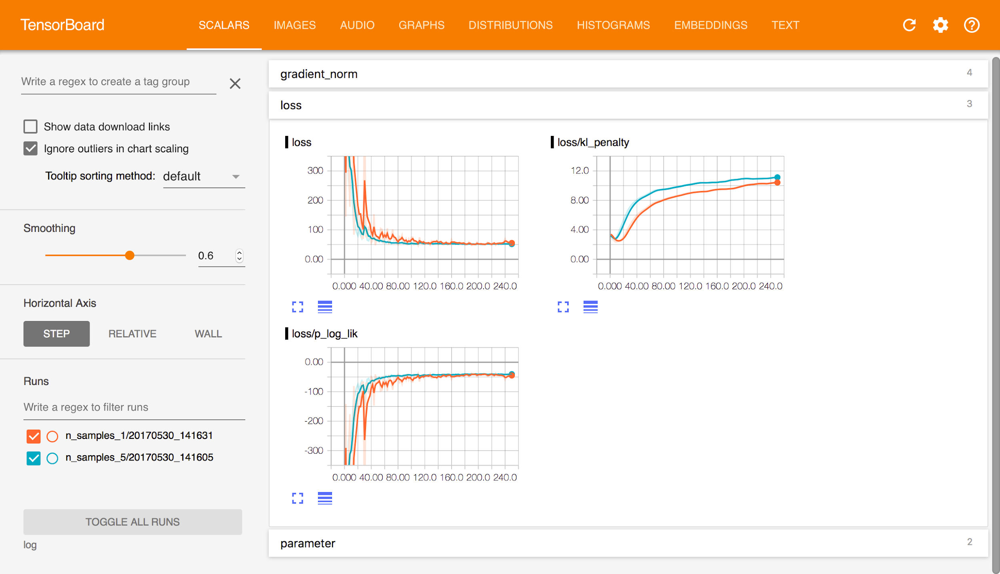 TensorBoard
SCALARS IMAGES AUDIO GRAPHS DISTRIBUTIONS HISTOGRAMS EMBEDDINGS TEXT
Write a regex to create a tag group
Show data download links
Ignore outliers in chart scaling
Tooltip sorting method: default
Smoothing
0.6
Horizontal Axis
STEP RELATIVE WALL
Runs
Write a regex to filter runs
n_samples_1/20170530_141631
n_samples_5/20170530_141605
TOGGLE ALL RUNS
log
gradient_norm 4
loss 3
loss
300
200
100
0.00
0.000 40.00 80.00 120.0 160.0 200.0 240.0
loss/kl_penalty
12.0
8.00
4.00
0.00
0.000 40.00 80.00 120.0 160.0 200.0 240.0
loss/p_log_lik
0.00
-100
-200
-300
0.000 40.00 80.00 120.0 160.0 200.0 240.0
parameter 2